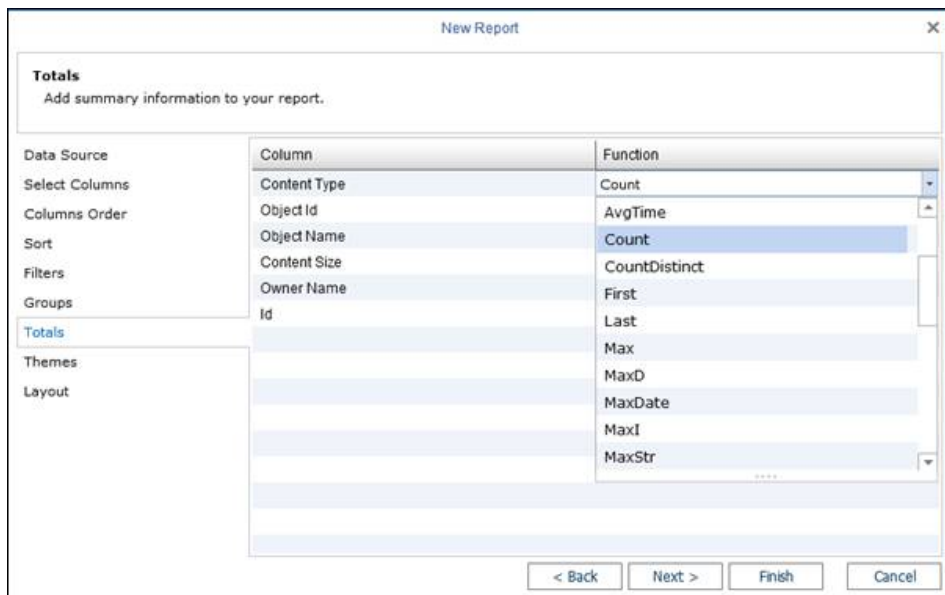 New Report
Totals
Add summary information to your report.
Data Source
Select Columns
Columns Order
Sort
Filters
Groups
Totals
Themes
Layout
Column Function
Content Type Count
Object Id
Object Name
Content Size
Owner Name
Id
AvgTime
Count
CountDistinct
First
Last
Max
MaxD
MaxDate
MaxI
MaxStr
< Back Next > Finish Cancel